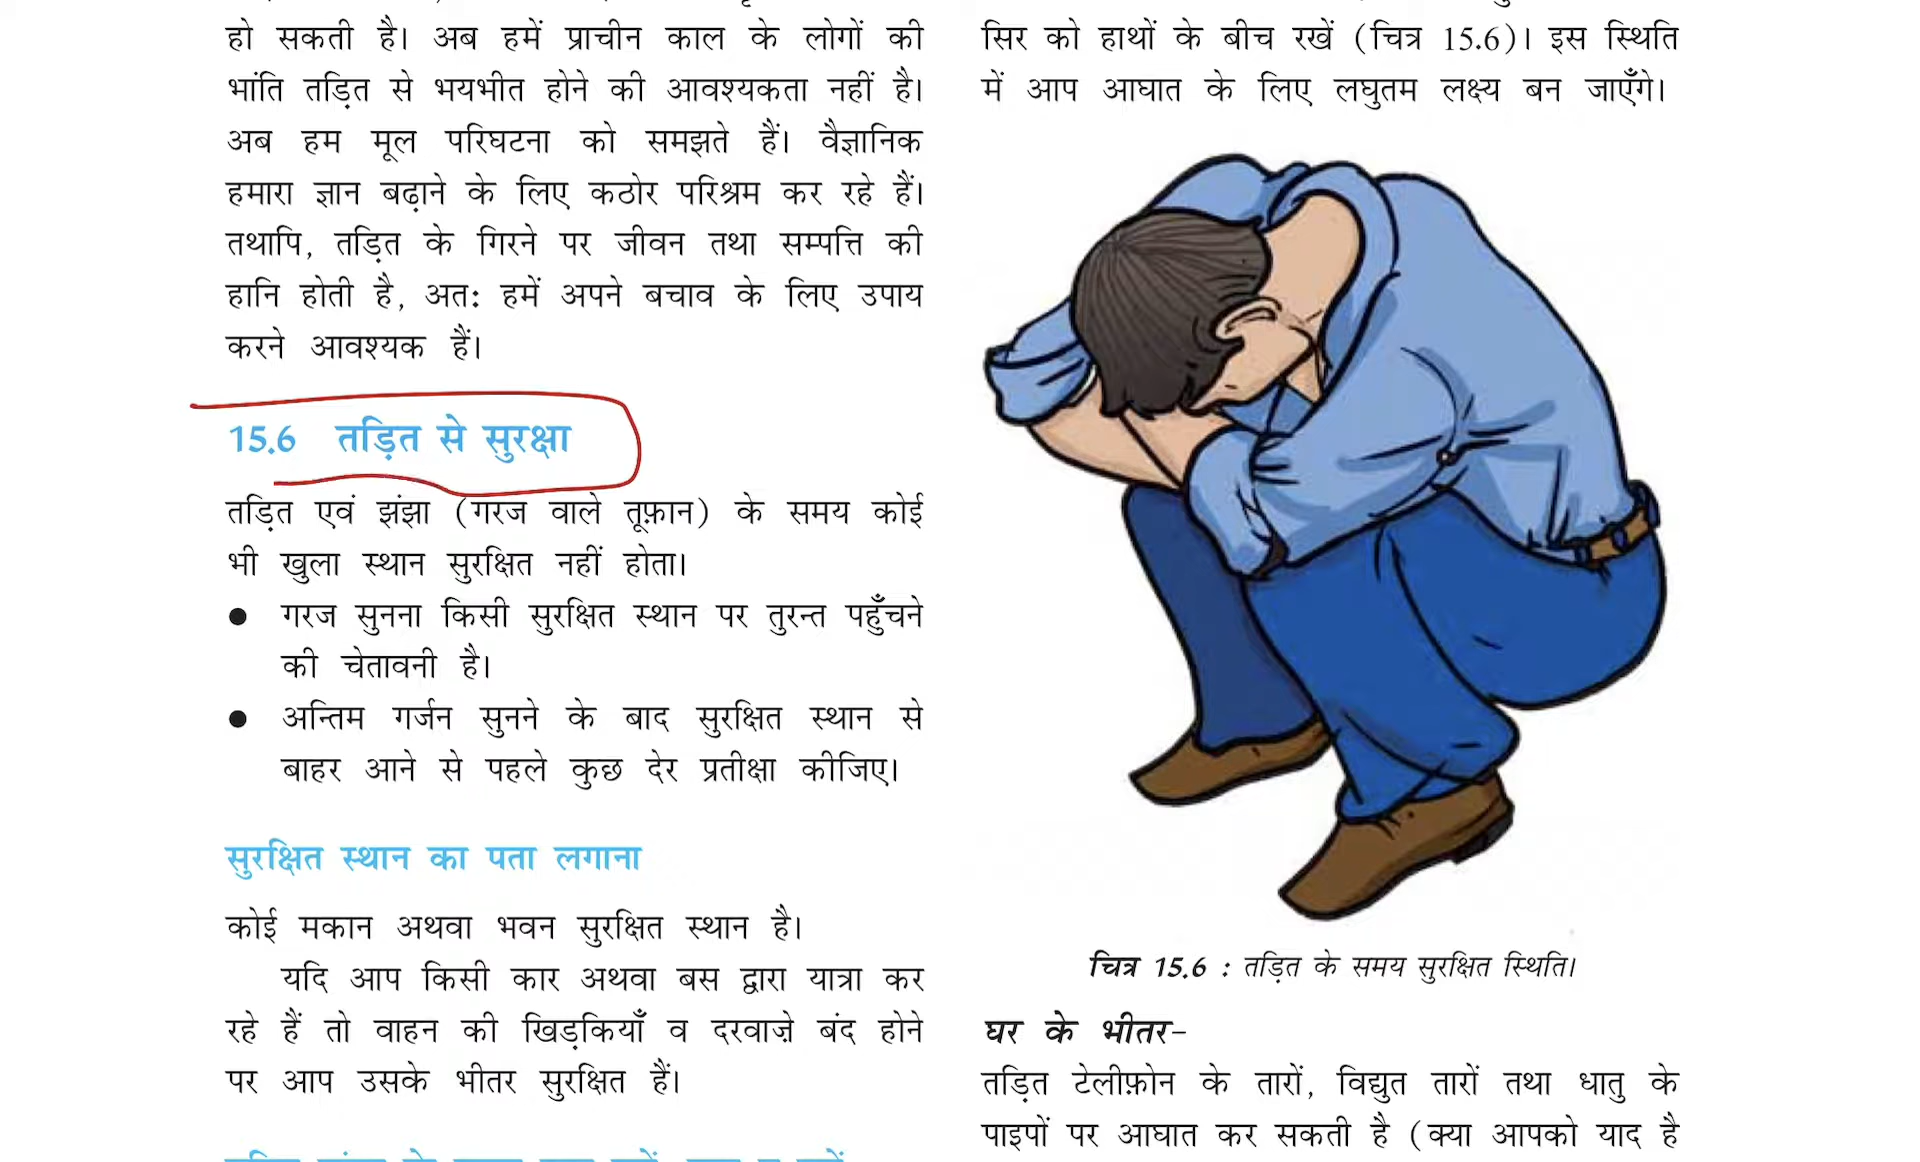 हो सकती है। अब हमें प्राचीन काल के लोगों की
भांति तड़ित से भयभीत होने की आवश्यकता नहीं है।
अब हम मूल परिघटना को समझते हैं। वैज्ञानिक
हमारा ज्ञान बढ़ाने के लिए कठोर परिश्रम कर रहे हैं।
तथापि, तड़ित के गिरने पर जीवन तथा सम्पत्ति की
हानि होती है, अतः हमें अपने बचाव के लिए उपाय
करने आवश्यक हैं।
15.6 तड़ित से सुरक्षा
तड़ित एवं झंझा (गरज वाले तूफ़ान) के समय कोई
भी खुला स्थान सुरक्षित नहीं होता।
● गरज सुनना किसी सुरक्षित स्थान पर तुरन्त पहुँचने
की चेतावनी है।
● अन्तिम गर्जन सुनने के बाद सुरक्षित स्थान से
बाहर आने से पहले कुछ देर प्रतीक्षा कीजिए।
सुरक्षित स्थान का पता लगाना
कोई मकान अथवा भवन सुरक्षित स्थान है।
यदि आप किसी कार अथवा बस द्वारा यात्रा कर
रहे हैं तो वाहन की खिड़कियाँ व दरवाज़े बंद होने
पर आप उसके भीतर सुरक्षित हैं।
सिर को हाथों के बीच रखें (चित्र 15.6)। इस स्थिति
में आप आघात के लिए लघुतम लक्ष्य बन जाएँगे।
चित्र 15.6 : तड़ित के समय सुरक्षित स्थिति।
घर के भीतर–
तड़ित टेलीफ़ोन के तारों, विद्युत तारों तथा धातु के
पाइपों पर आघात कर सकती है (क्या आपको याद है